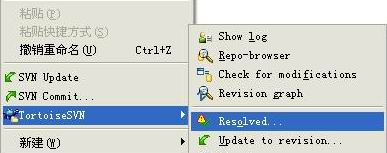 粘贴(P)
粘贴快捷方式(S)
撤销重命名(U) Ctrl+Z
SVN Update
SVN Commit...
TortoiseSVN
新建(W)
Show log
Repo-browser
Check for modifications
Revision graph
Resolved...
Update to revision...